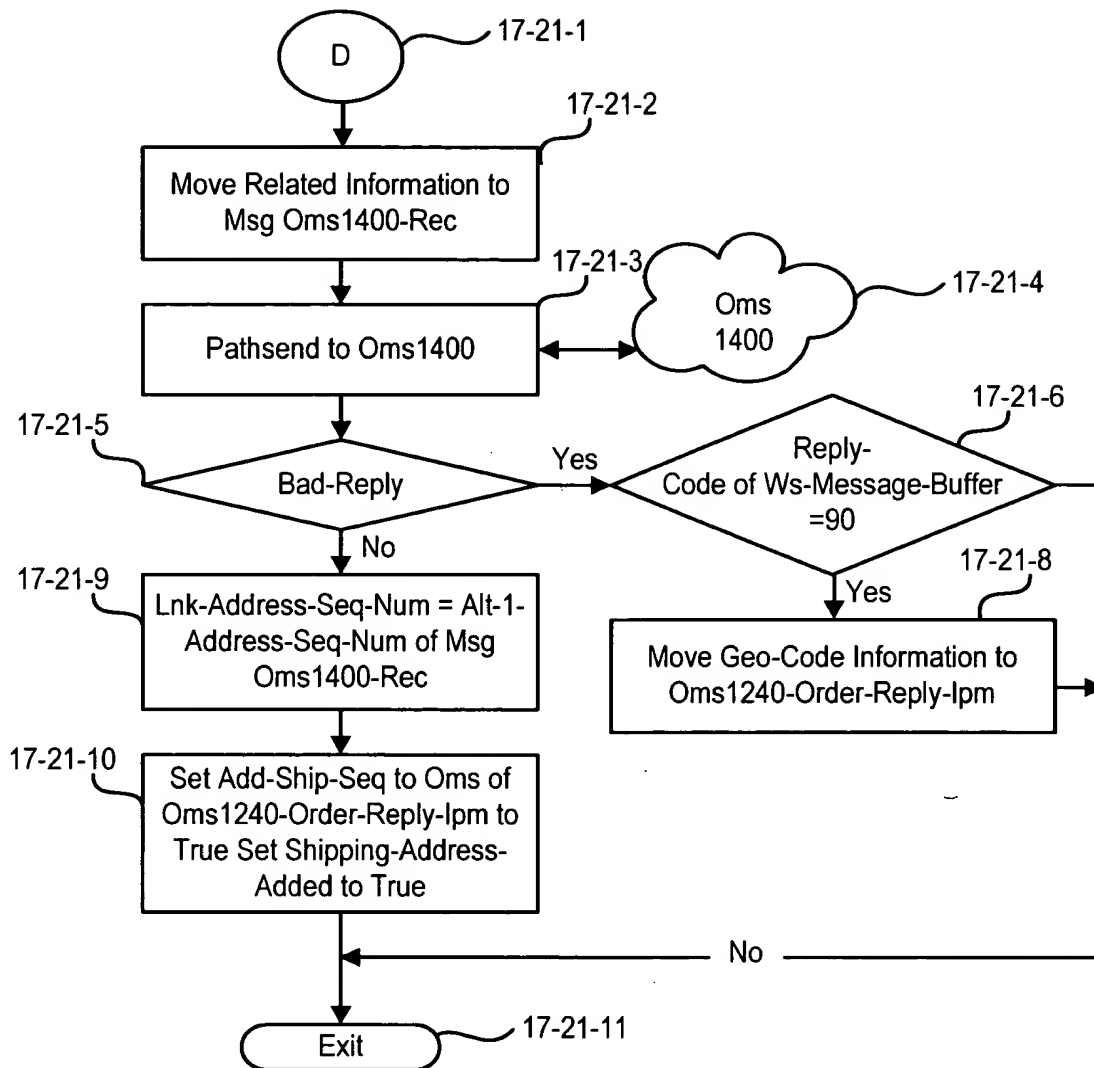 17-21-1
D
17-21-2
Move Related Information to
Msg Oms1400-Rec
17-21-3
17-21-4
Oms
1400
Pathsend to Oms1400
17-21-5
17-21-6
Bad-Reply
Yes
Reply-
Code of Ws-Message-Buffer
=90
No
Yes
17-21-8
17-21-9
Lnk-Address-Seq-Num = Alt-1-
Address-Seq-Num of Msg
Oms1400-Rec
Move Geo-Code Information to
Oms1240-Order-Reply-Ipm
17-21-10
Set Add-Ship-Seq to Oms of
Oms1240-Order-Reply-Ipm to
True Set Shipping-Address-
Added to True
No
17-21-11
Exit